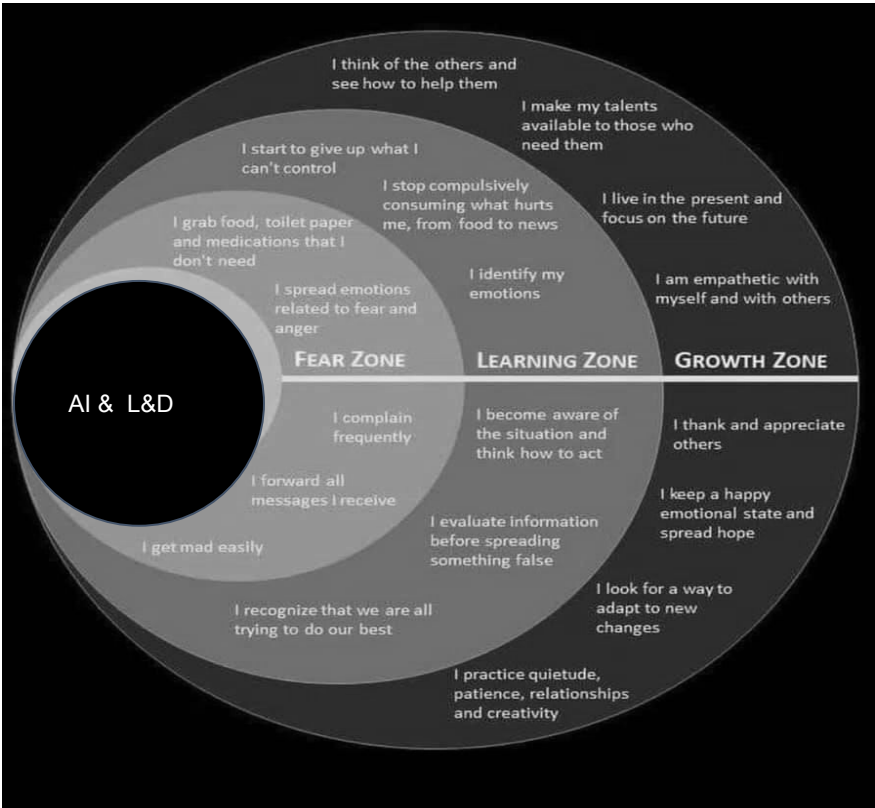 I think of the others and
see how to help them
I make my talents
available to those who
need them
I start to give up what I
can't control
I stop compulsively
consuming what hurts
me, from food to news
I live in the present and
focus on the future
I grab food, toilet paper
and medications that I
don't need
I identify my
emotions
I am empathetic with
myself and with others
I spread emotions
related to fear and
anger
FEAR ZONE
LEARNING ZONE
GROWTH ZONE
AI & L&D
I complain
frequently
I become aware of
the situation and
think how to act
I thank and appreciate
others
I forward all
messages I receive
I keep a happy
emotional state and
spread hope
I evaluate information
before spreading
something false
I get mad easily
I look for a way to
adapt to new
changes
I recognize that we are all
trying to do our best
I practice quietude,
patience, relationships
and creativity